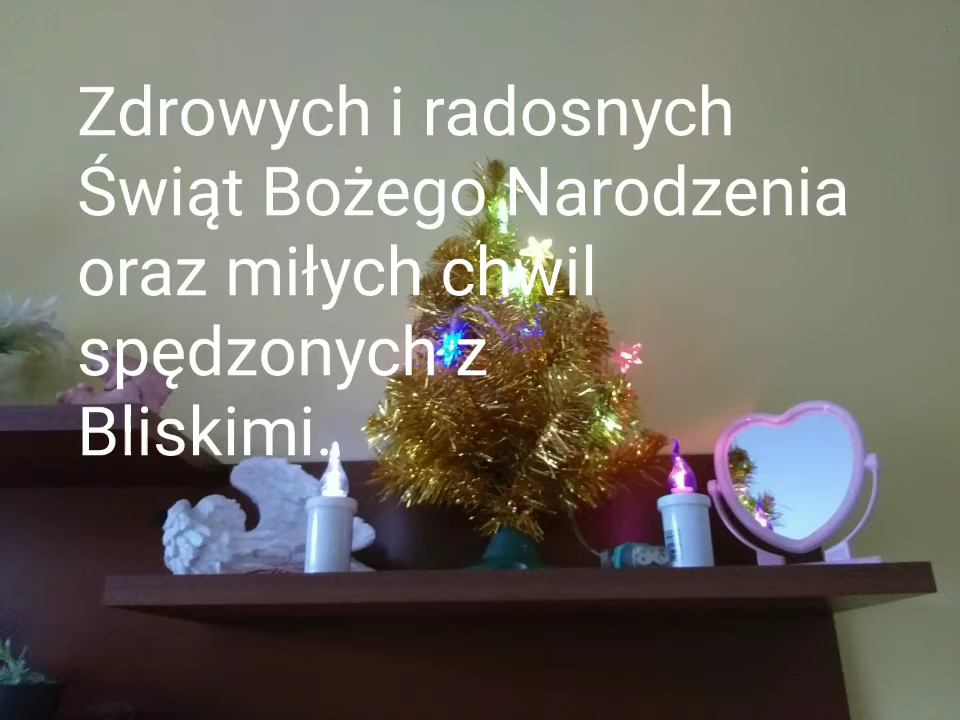 Zdrowych i radosnych
Świąt Bożego Narodzenia
oraz miłych chwil
spędzonych z
Bliskimi.